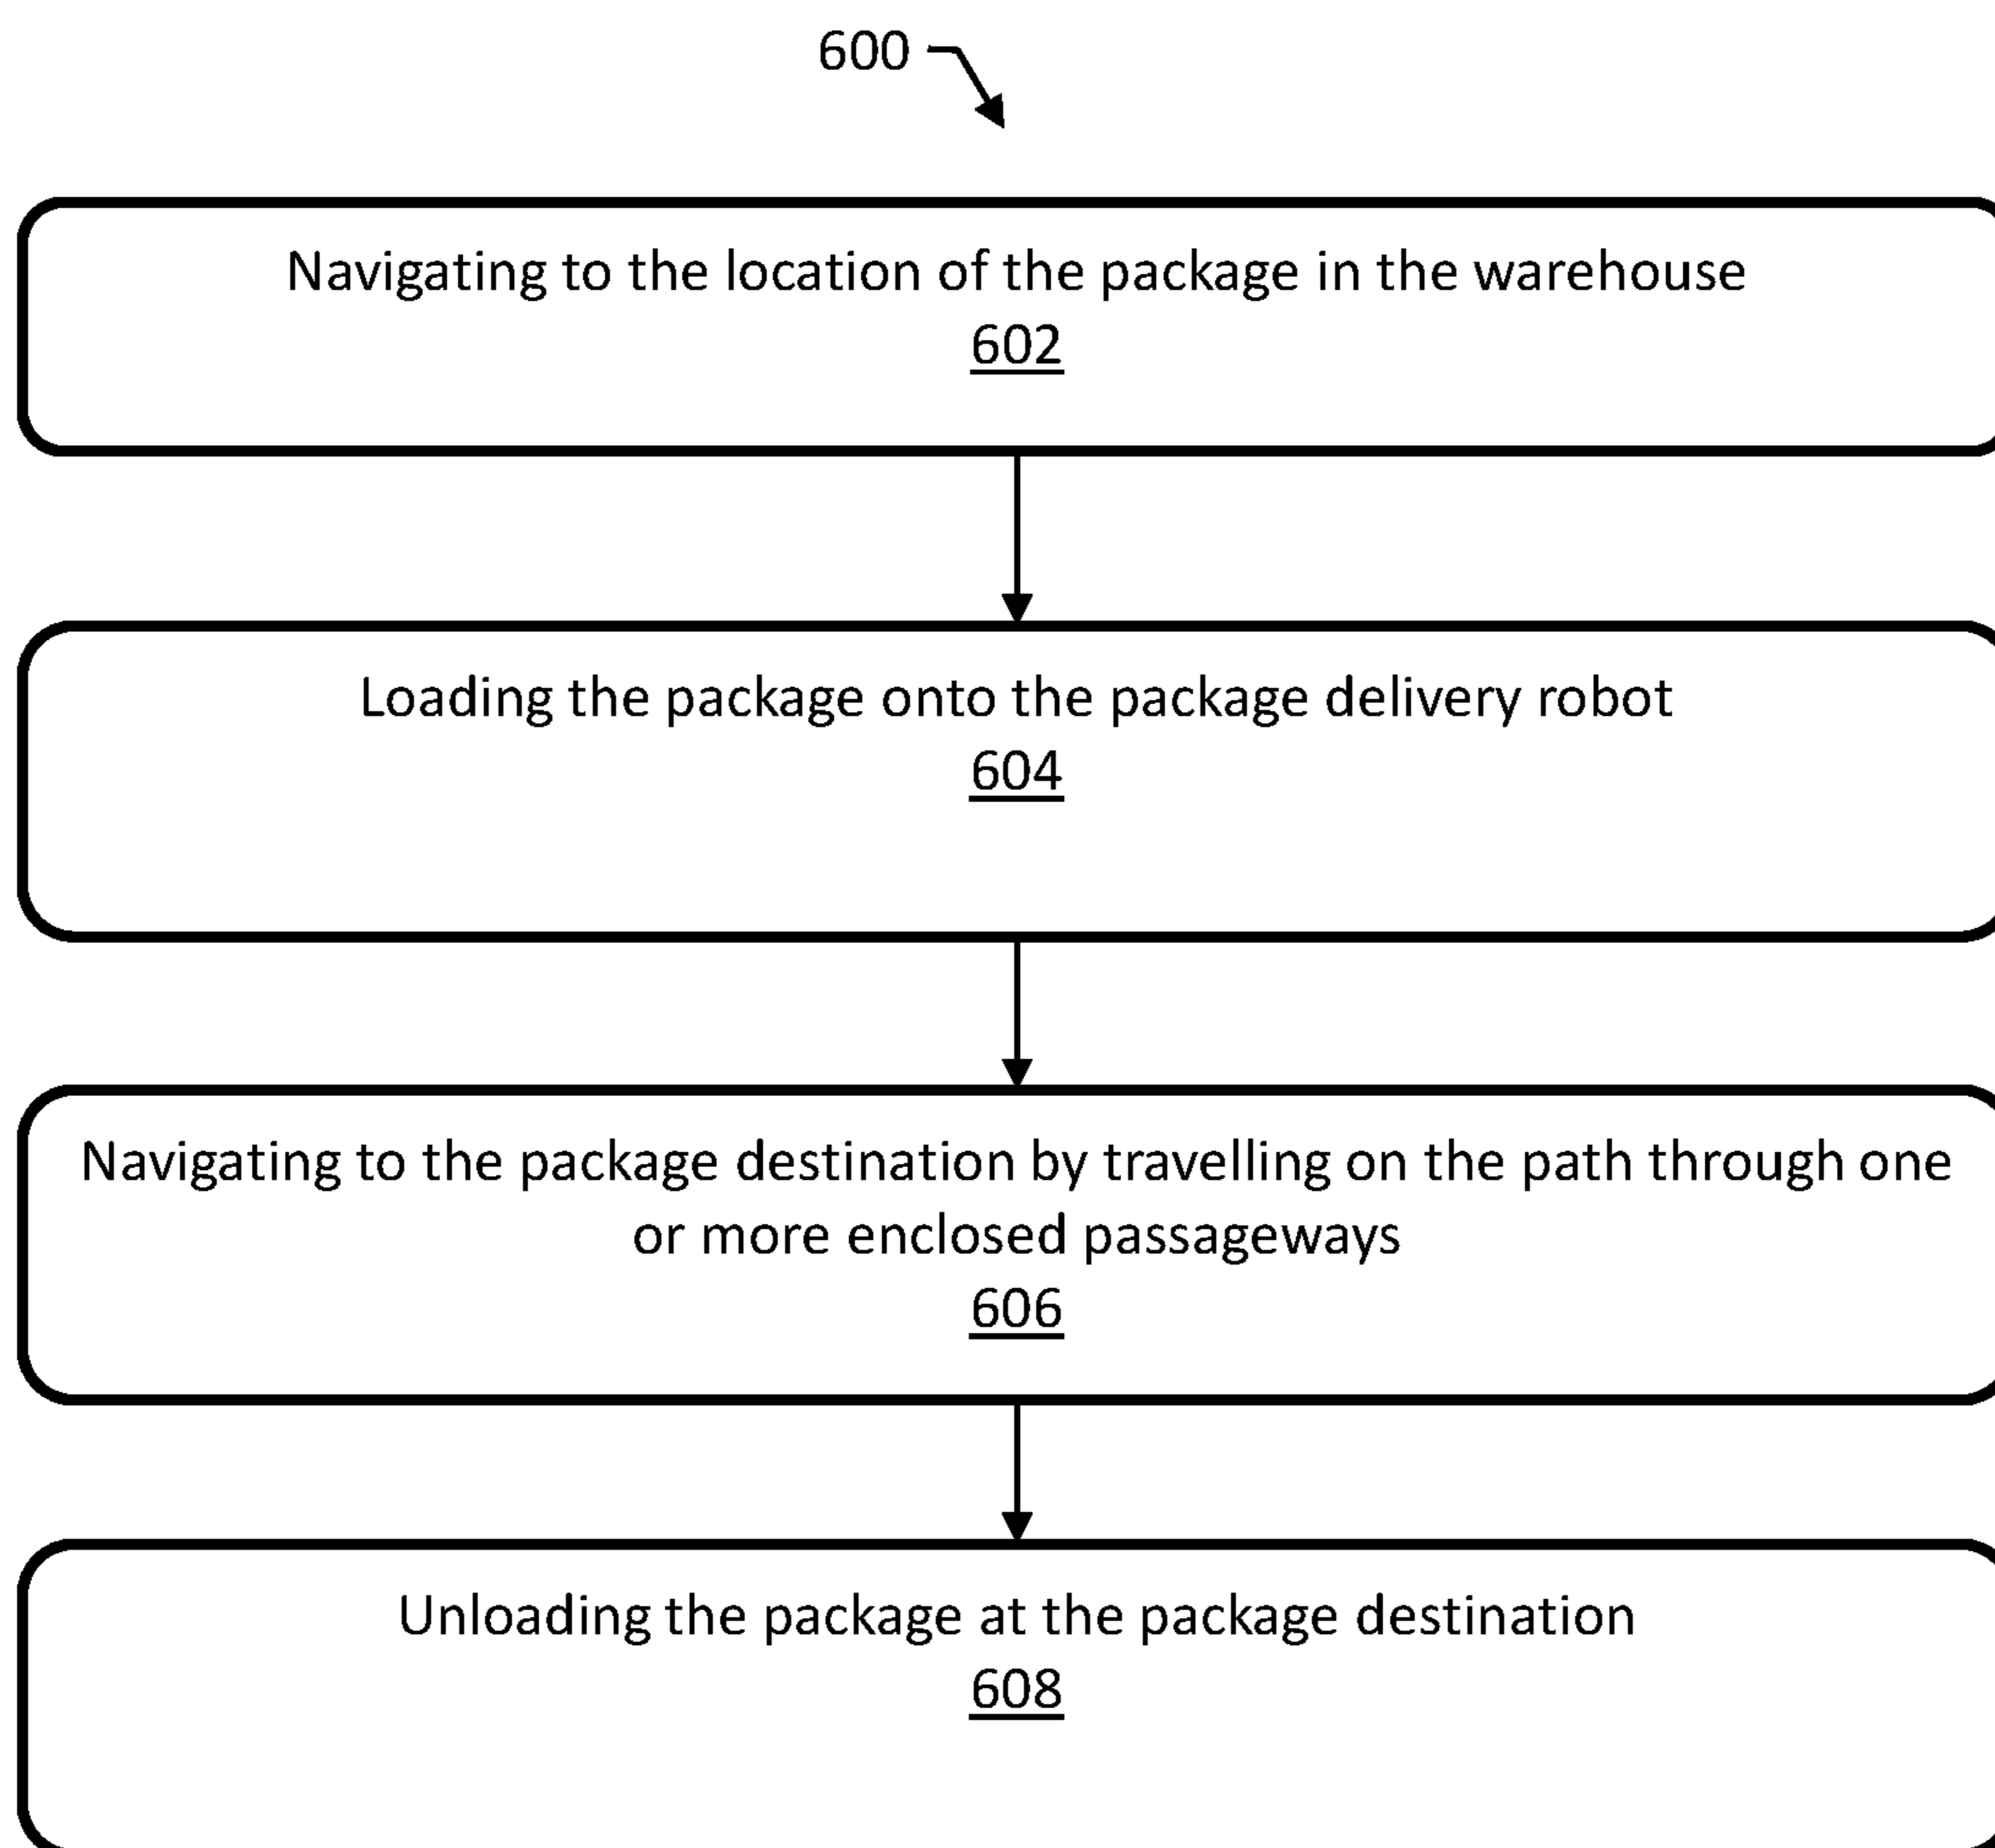 600
Navigating to the location of the package in the warehouse
602
Loading the package onto the package delivery robot
604
Navigating to the package destination by travelling on the path through one
or more enclosed passageways
606
Unloading the package at the package destination
608